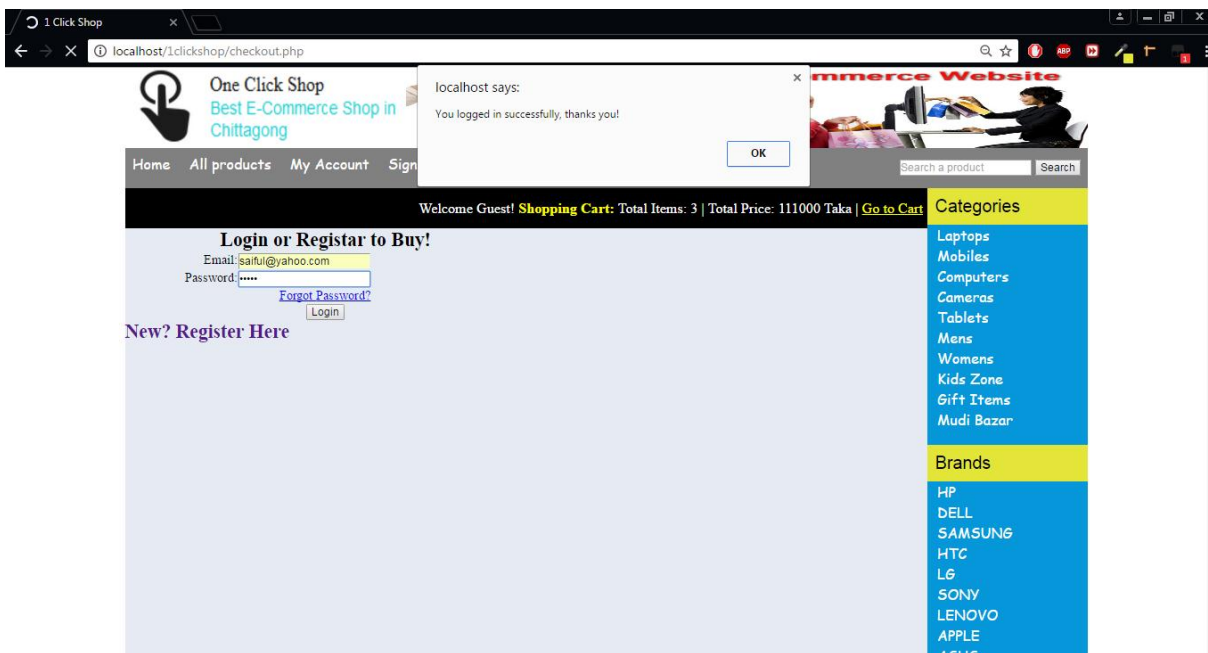 1 Click Shop
localhost/1clickshop/checkout.php
ABP
1
One Click Shop
Best E-Commerce Shop in
Chittagong
localhost says:
You logged in successfully, thanks you!
OK
Website
Home All products My Account
Search a product Search
Welcome Guest! Shopping Cart: Total Items: 3 | Total Price: 111000 Taka | Go to Cart
Login or Registar to Buy!
Email: saiful@yahoo.com
Password: •••••
Forgot Password?
Login
New? Register Here
Categories
Laptops
Mobiles
Computers
Cameras
Tablets
Mens
Womens
Kids Zone
Gift Items
Mudi Bazar
Brands
HP
DELL
SAMSUNG
HTC
LG
SONY
LENOVO
APPLE